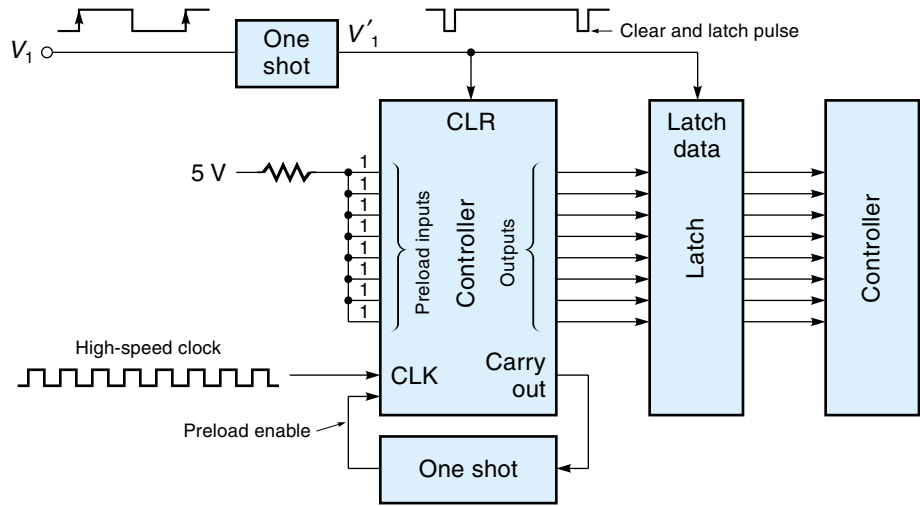 V1
One
shot
V′1
Clear and latch pulse
CLR
Latch
data
5 V
1
1
1
1
1
1
1
1
Preload inputs
Controller
Outputs
Latch
Controller
High-speed clock
CLK
Carry
out
Preload enable
One shot